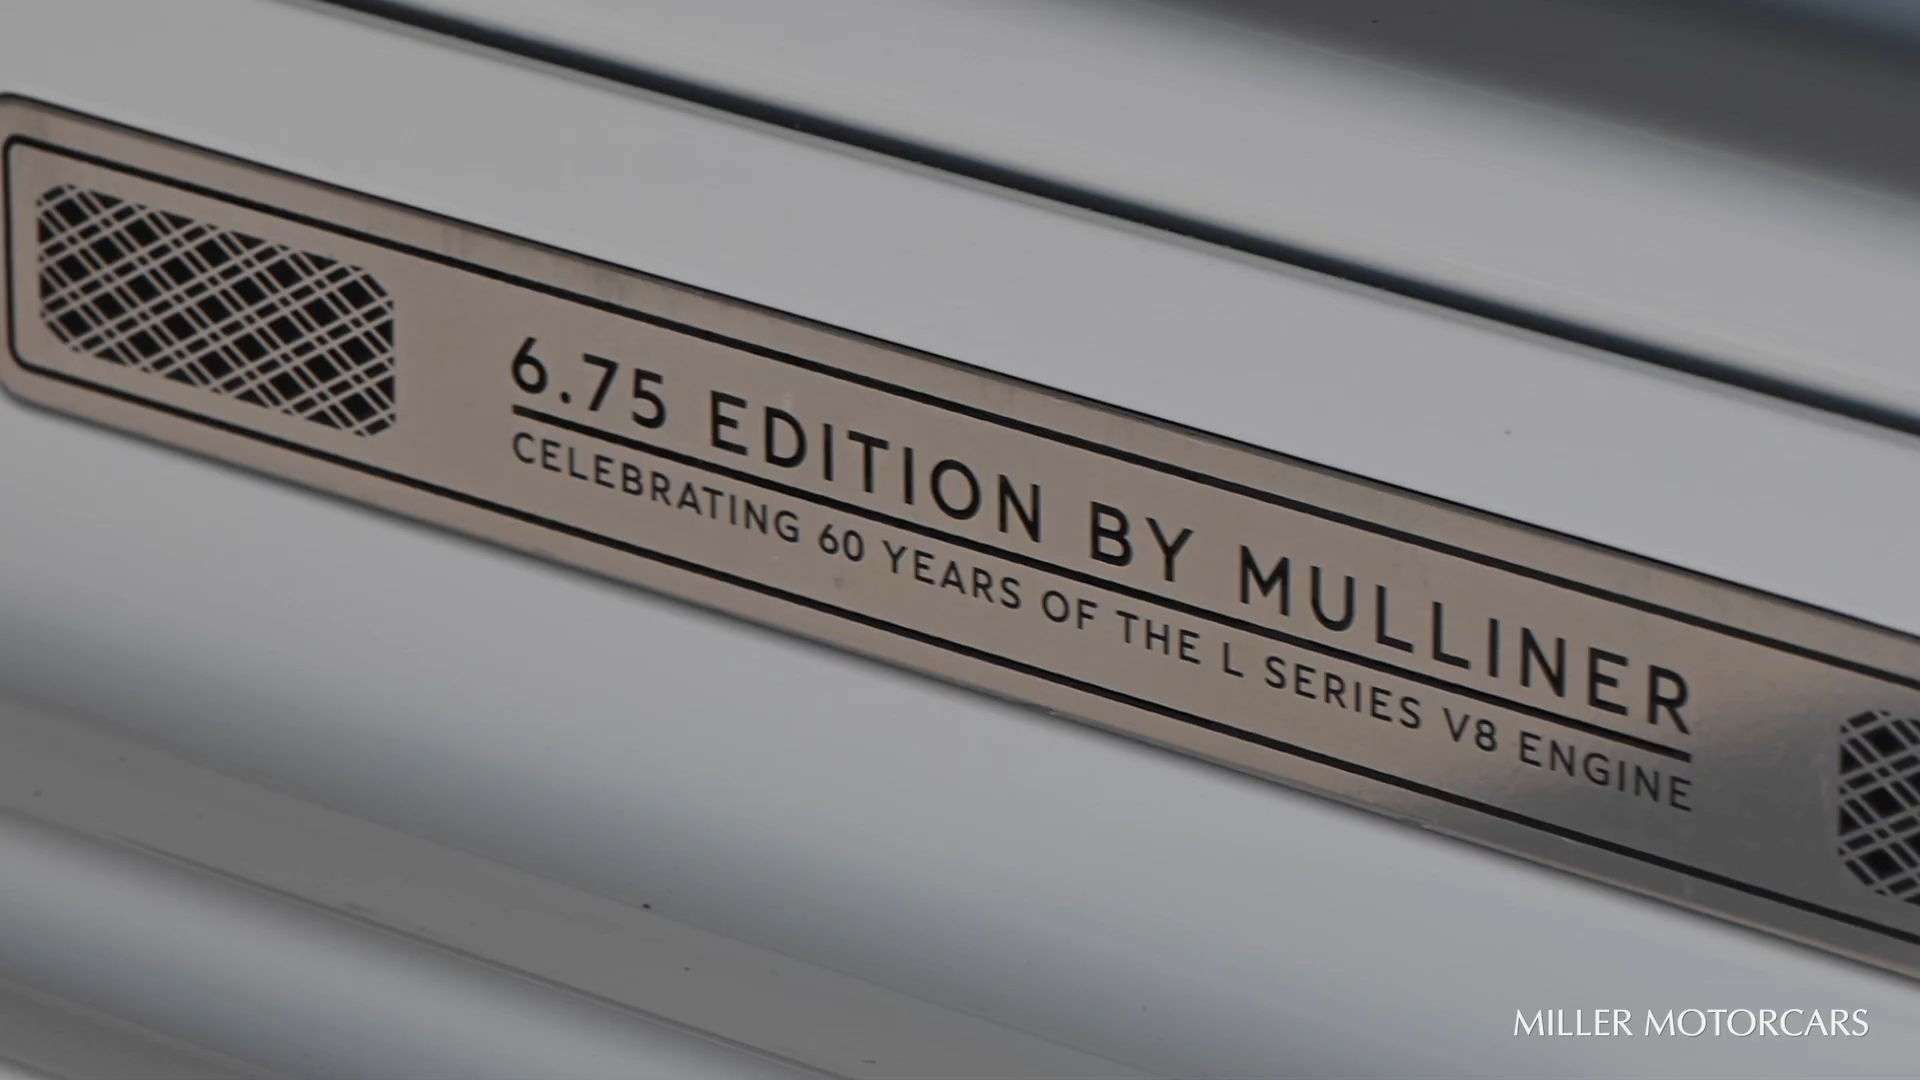 6.75 EDITION BY MULLINER
CELEBRATING 60 YEARS OF THE L SERIES V8 ENGINE
MILLER MOTORCARS